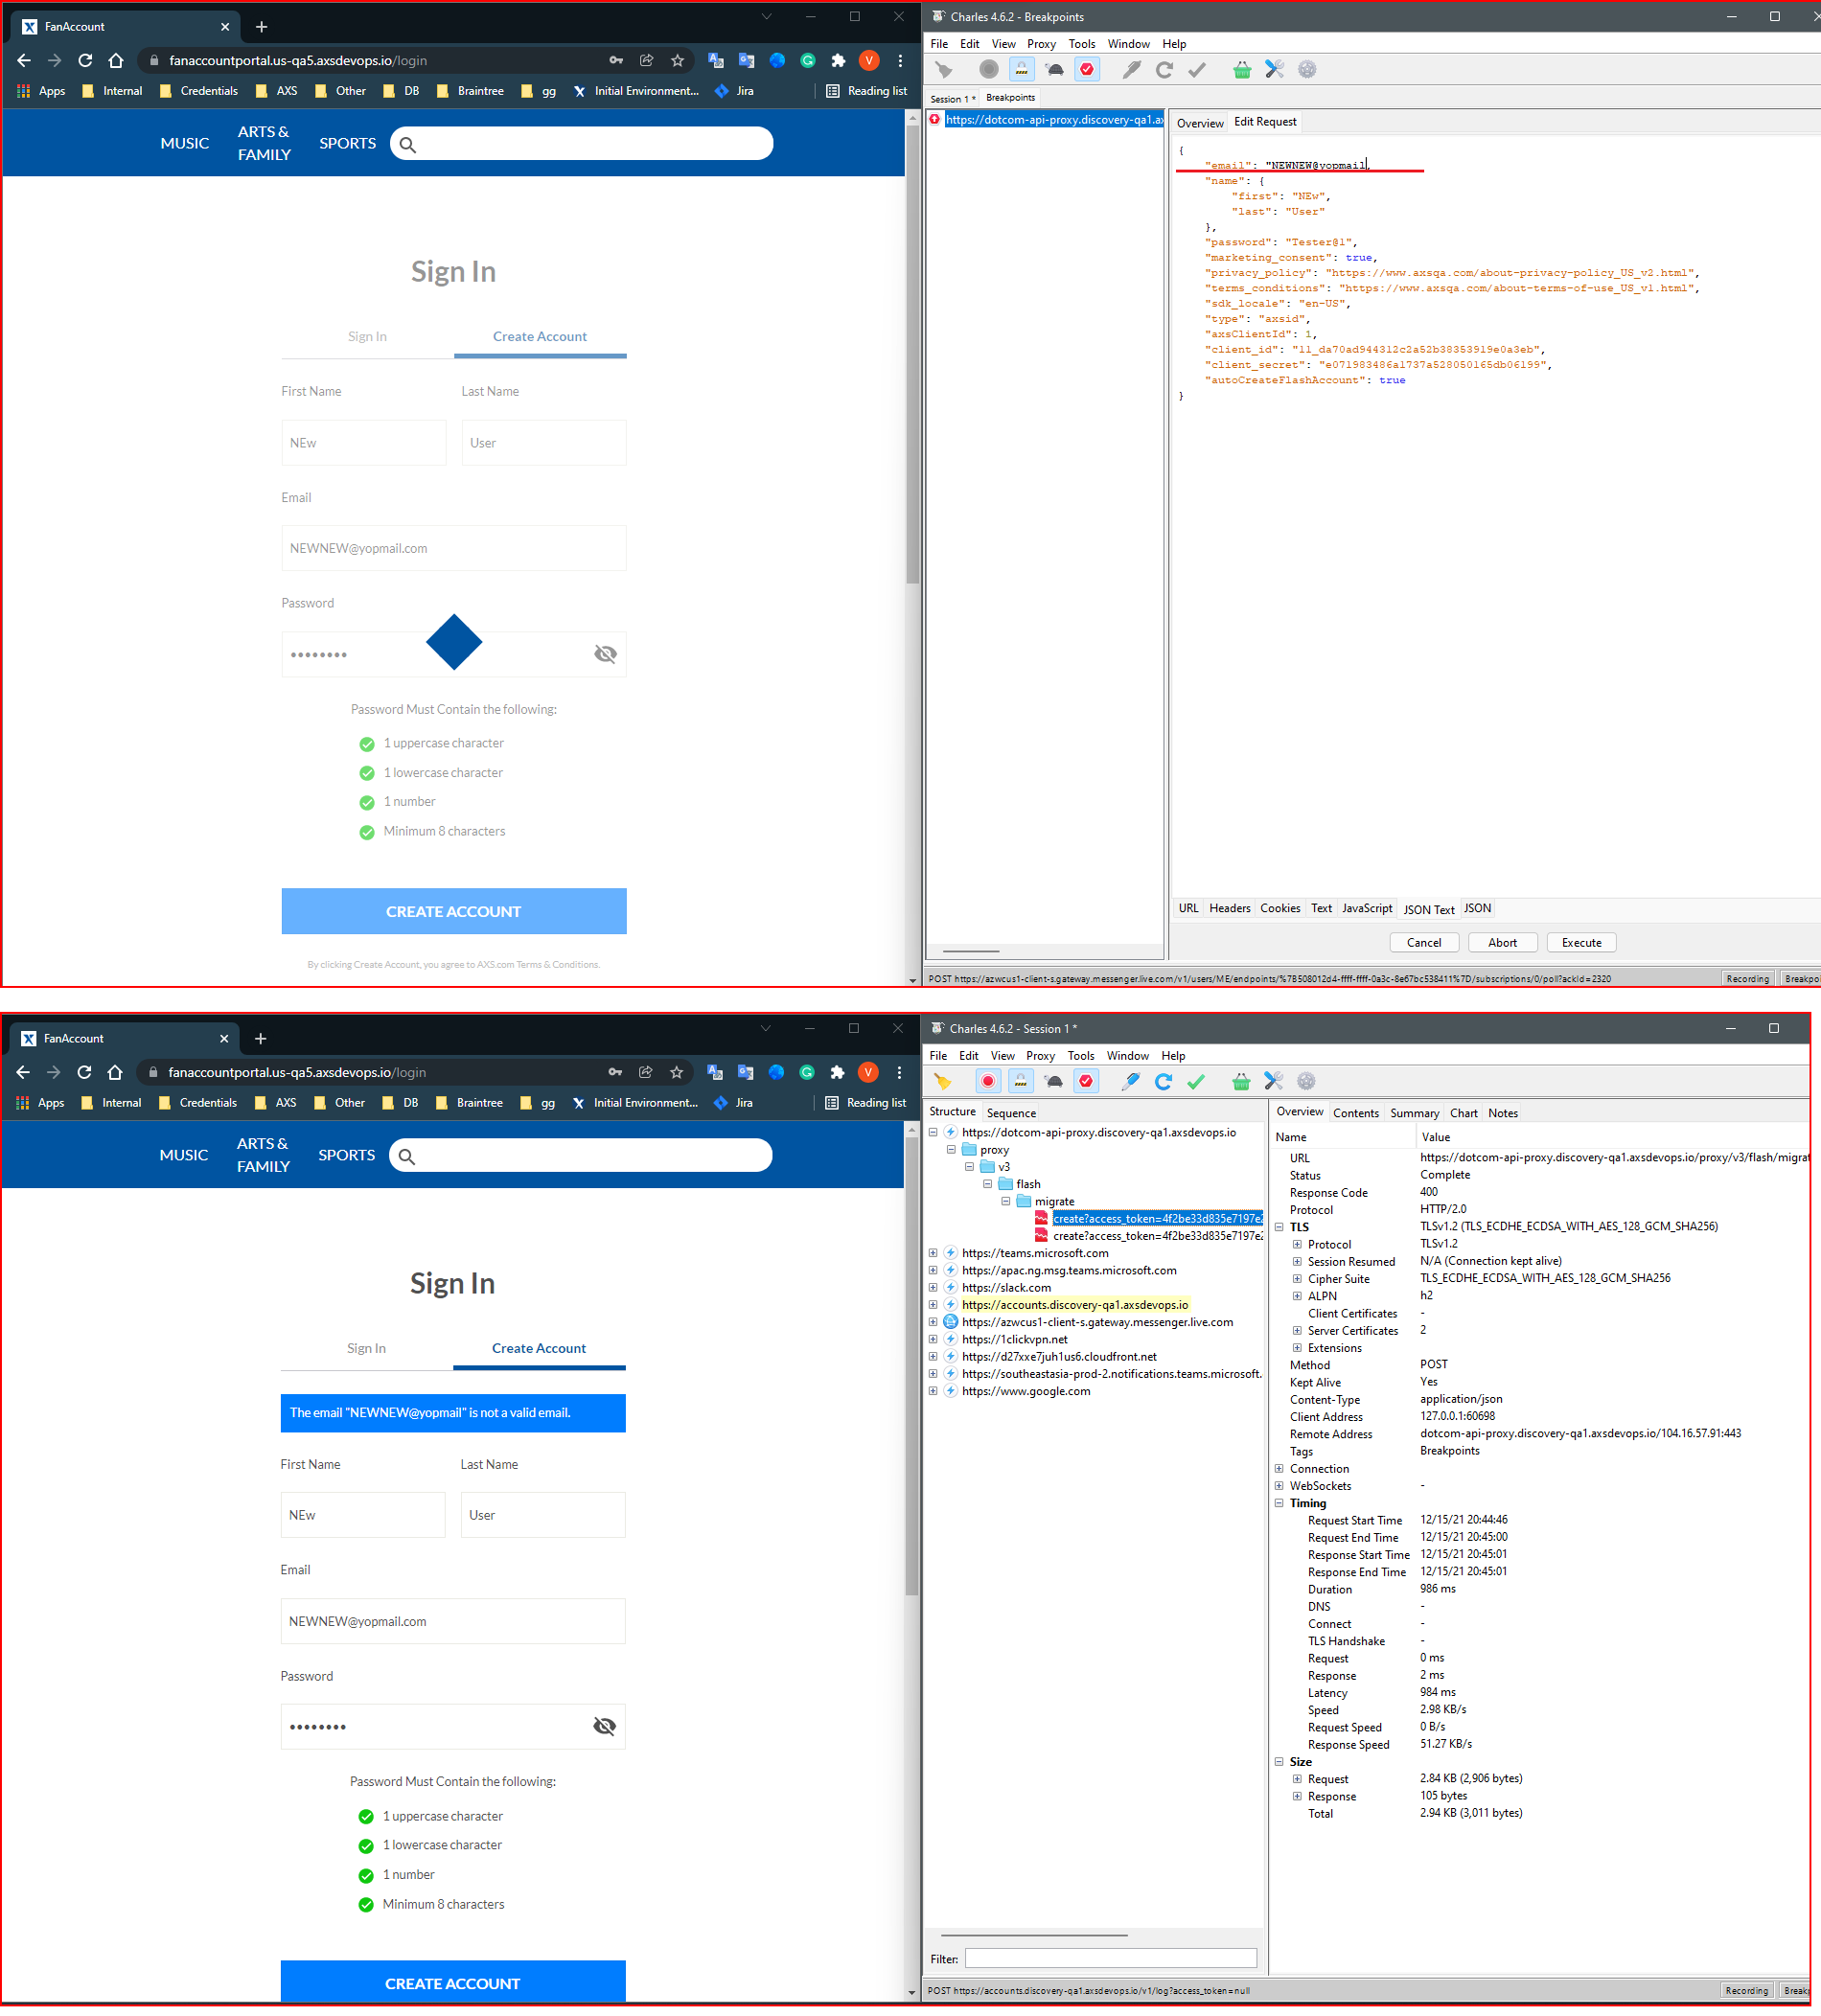 FanAccount
fanaccountportal.us-qa5.axsdevops.io/login
Apps Internal Credentials AXS Other DB Braintree gg Initial Environment... Jira Reading list
MUSIC ARTS & FAMILY SPORTS
Sign In
Sign In Create Account
First Name Last Name
NEw User
Email
NEWNEW@yopmail.com
Password
Password Must Contain the following:
1 uppercase character
1 lowercase character
1 number
Minimum 8 characters
CREATE ACCOUNT
By clicking Create Account, you agree to AXS.com Terms & Conditions.
Charles 4.6.2 - Breakpoints
File Edit View Proxy Tools Window Help
Session 1 * Breakpoints
https://dotcom-api-proxy.discovery-qa1.ax
Overview Edit Request
{
"email": "NEWNEW@yopmail,
"name": {
"first": "NEw",
"last": "User"
},
"password": "Tester@1",
"marketing_consent": true,
"privacy_policy": "https://www.axsqa.com/about-privacy-policy_US_v2.html",
"terms_conditions": "https://www.axsqa.com/about-terms-of-use_US_v1.html",
"sdk_locale": "en-US",
"type": "axsid",
"axsClientId": 1,
"client_id": "11_da70ad944312c2a52b38353919e0a3eb",
"client_secret": "e071983486a1737a528050165db06199",
"autoCreateFlashAccount": true
}
URL Headers Cookies Text JavaScript JSON Text JSON
Cancel Abort Execute
POST https://azwcus1-client-s.gateway.messenger.live.com/v1/users/ME/endpoints/%7B508012d4-ffff-ffff-0a3c-8e67bc538411%7D/subscriptions/0/poll?ackId=2320 Recording Breakpo
FanAccount
fanaccountportal.us-qa5.axsdevops.io/login
Apps Internal Credentials AXS Other DB Braintree gg Initial Environment... Jira Reading list
MUSIC ARTS & FAMILY SPORTS
Sign In
Sign In Create Account
The email "NEWNEW@yopmail" is not a valid email.
First Name Last Name
NEw User
Email
NEWNEW@yopmail.com
Password
Password Must Contain the following:
1 uppercase character
1 lowercase character
1 number
Minimum 8 characters
CREATE ACCOUNT
Charles 4.6.2 - Session 1 *
File Edit View Proxy Tools Window Help
Structure Sequence
https://dotcom-api-proxy.discovery-qa1.axsdevops.io
proxy
v3
flash
migrate
create?access_token=4f2be33d835e7197e2
create?access_token=4f2be33d835e7197e2
https://teams.microsoft.com
https://apac.ng.msg.teams.microsoft.com
https://slack.com
https://accounts.discovery-qa1.axsdevops.io
https://azwcus1-client-s.gateway.messenger.live.com
https://1clickvpn.net
https://d27xxe7juh1us6.cloudfront.net
https://southeastasia-prod-2.notifications.teams.microsoft.
https://www.google.com
Filter:
Overview Contents Summary Chart Notes
Name Value
URL https://dotcom-api-proxy.discovery-qa1.axsdevops.io/proxy/v3/flash/migrat
Status Complete
Response Code 400
Protocol HTTP/2.0
TLS TLSv1.2 (TLS_ECDHE_ECDSA_WITH_AES_128_GCM_SHA256)
Protocol TLSv1.2
Session Resumed N/A (Connection kept alive)
Cipher Suite TLS_ECDHE_ECDSA_WITH_AES_128_GCM_SHA256
ALPN h2
Client Certificates -
Server Certificates 2
Extensions
Method POST
Kept Alive Yes
Content-Type application/json
Client Address 127.0.0.1:60698
Remote Address dotcom-api-proxy.discovery-qa1.axsdevops.io/104.16.57.91:443
Tags Breakpoints
Connection
WebSockets -
Timing
Request Start Time 12/15/21 20:44:46
Request End Time 12/15/21 20:45:00
Response Start Time 12/15/21 20:45:01
Response End Time 12/15/21 20:45:01
Duration 986 ms
DNS -
Connect -
TLS Handshake -
Request 0 ms
Response 2 ms
Latency 984 ms
Speed 2.98 KB/s
Request Speed 0 B/s
Response Speed 51.27 KB/s
Size
Request 2.84 KB (2,906 bytes)
Response 105 bytes
Total 2.94 KB (3,011 bytes)
POST https://accounts.discovery-qa1.axsdevops.io/v1/log?access_token=null Recording Break